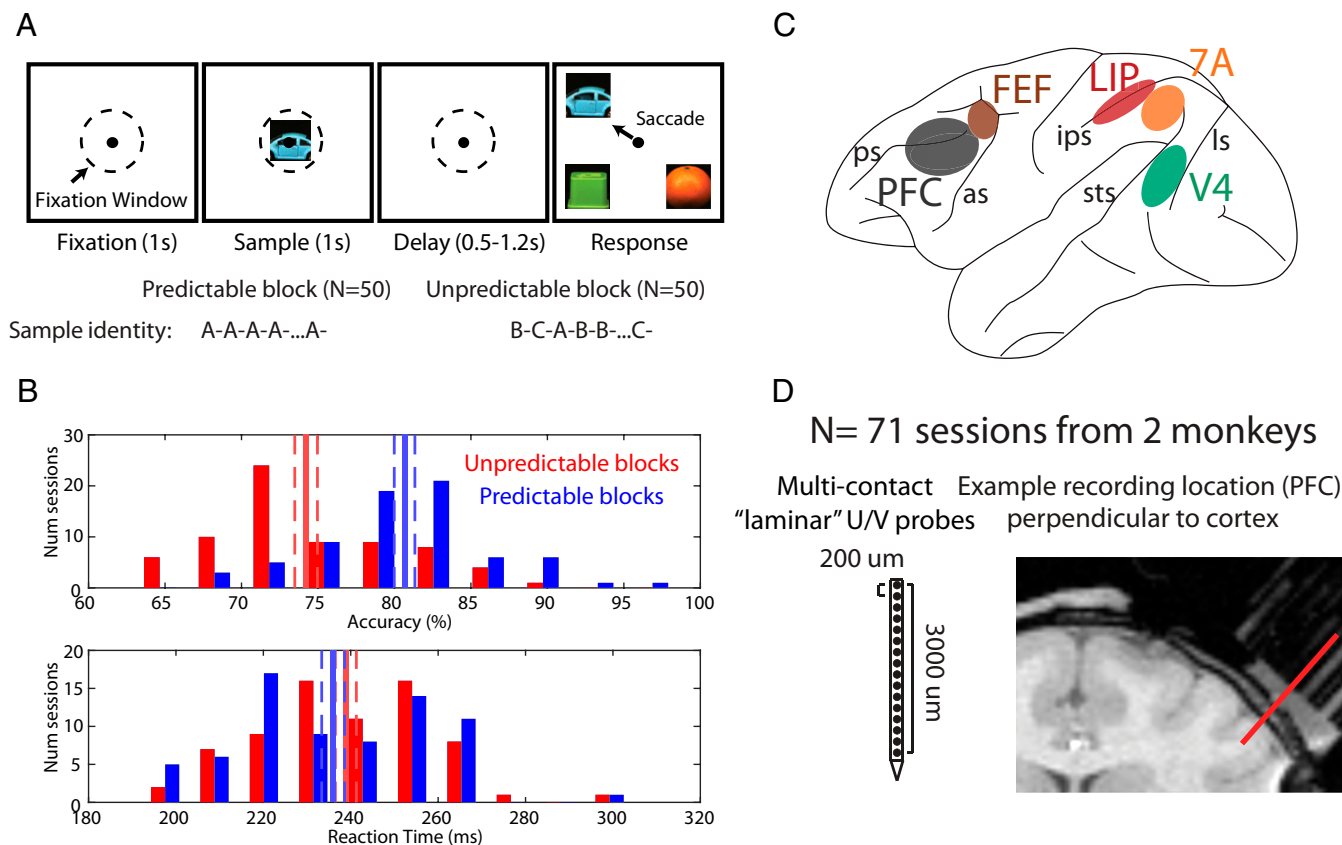 A
Fixation Window
Saccade
Fixation (1s)
Sample (1s)
Delay (0.5-1.2s)
Response
Predictable block (N=50)
Unpredictable block (N=50)
Sample identity:
A-A-A-A-...A-
B-C-A-B-B-...C-
B
Num sessions
30
20
10
0
Unpredictable blocks
Predictable blocks
60 65 70 75 80 85 90 95 100
Accuracy (%)
Num sessions
20
15
10
5
0
180 200 220 240 260 280 300 320
Reaction Time (ms)
C
7A
LIP
FEF
ps
ips
ls
PFC
as
sts
V4
D
N= 71 sessions from 2 monkeys
Multi-contact
“laminar” U/V probes
Example recording location (PFC)
perpendicular to cortex
200 um
3000 um